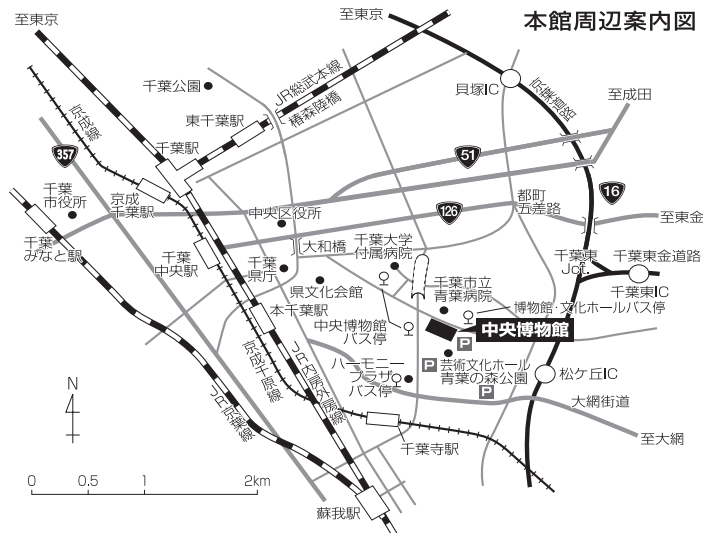 本館周辺案内図
至東京
至東京
千葉公園
JR総武本線
椿森陸橋
貝塚IC
京葉道路
至成田
京成線
東千葉駅
千葉駅
357
51
16
千葉
市役所
京成
千葉駅
中央区役所
126
都町
五差路
至東金
千葉
みなと駅
千葉
中央駅
大和橋
千葉大学
付属病院
千葉東
Jct.
千葉東金道路
千葉東IC
千葉
県庁
県文化会館
千葉市立
青葉病院
博物館・文化ホールバス停
本千葉駅
中央博物館
バス停
中央博物館
P
京成千原線
JR内房外房線
ハーモニー
プラザ
バス停
P
芸術文化ホール
青葉の森公園
P
松ケ丘IC
JR京葉線
大網街道
N
千葉寺駅
至大網
0 0.5 1 2km
蘇我駅